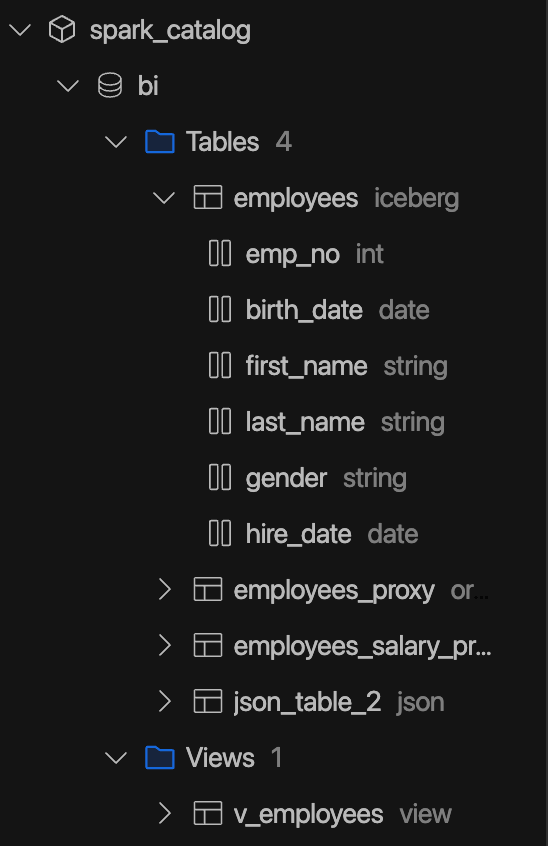 spark_catalog
bi
Tables 4
employees iceberg
emp_no int
birth_date date
first_name string
last_name string
gender string
hire_date date
employees_proxy or...
employees_salary_pr...
json_table_2 json
Views 1
v_employees view